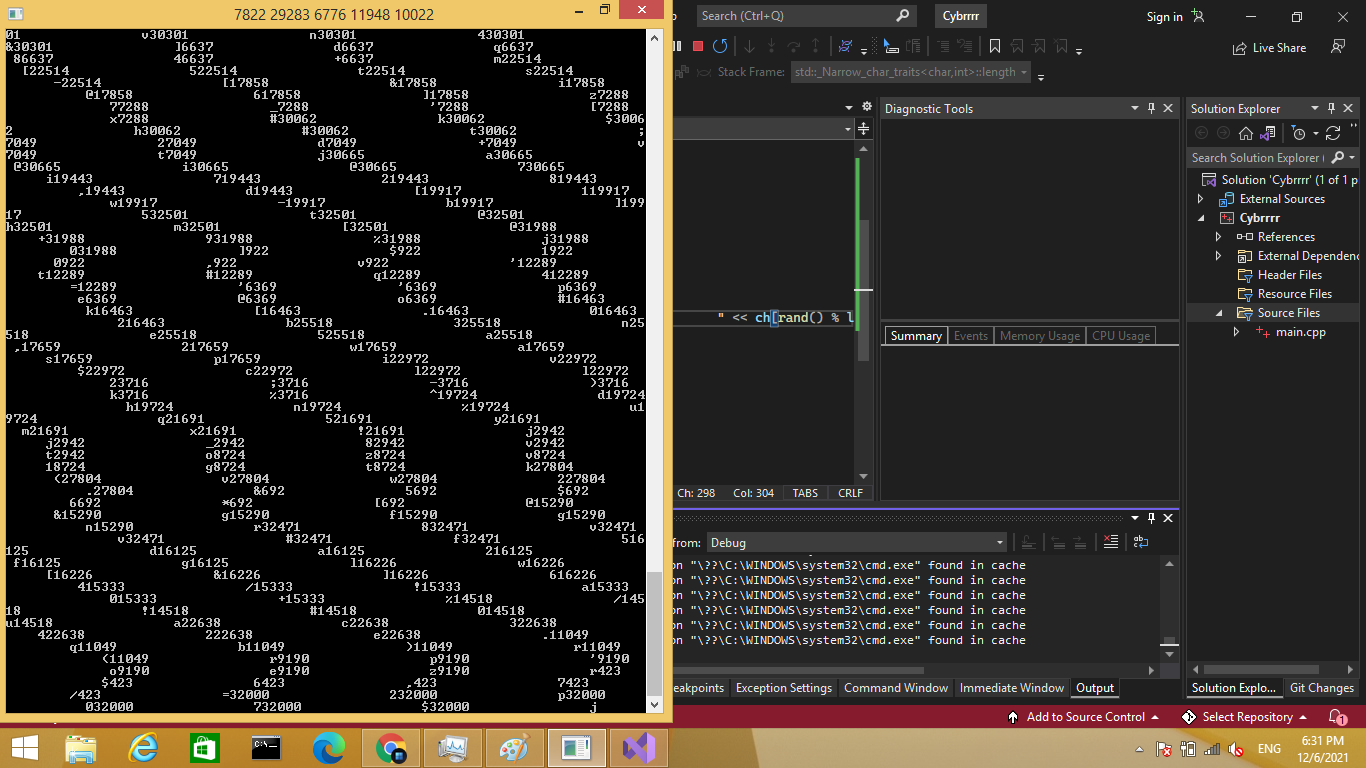 7822 29283 6776 11948 10022
01 v30301 n30301 430301
&30301 l6637 d6637 q6637
86637 46637 +6637 m22514
[22514 522514 t22514 s22514
-22514 [17858 &17858 i17858
@17858 617858 l17858 z7288
77288 _7288 '7288 [7288
x7288 #30062 k30062 $3006
2 h30062 #30062 t30062 ;
7049 27049 d7049 +7049 v
7049 t7049 j30665 a30665
@30665 i30665 @30665 730665
i19443 719443 219443 819443
,19443 d19443 [19917 119917
w19917 -19917 b19917 l199
17 532501 t32501 @32501
h32501 m32501 [32501 @31988
+31988 931988 %31988 j31988
031988 l922 $922 i922
0922 ,922 v922 '12289
t12289 #12289 q12289 412289
=12289 '6369 '6369 p6369
e6369 @6369 o6369 #16463
k16463 [16463 .16463 016463
216463 b25518 325518 n25
518 e25518 525518 a25518
,17659 217659 w17659 a17659
s17659 p17659 i22972 v22972
$22972 c22972 l22972 l22972
23716 ;3716 -3716 >3716
k3716 %3716 ^19724 d19724
h19724 n19724 %19724 u1
9724 q21691 521691 y21691
m21691 x21691 !21691 j2942
j2942 _2942 82942 v2942
t2942 o8724 z8724 v8724
18724 g8724 t8724 k27804
<27804 v27804 w27804 227804
.27804 &692 5692 $692
6692 *692 [692 @15290
&15290 g15290 f15290 g15290
n15290 r32471 832471 v32471
v32471 #32471 f32471 516
125 d16125 a16125 216125
f16125 g16125 l16226 w16226
[16226 &16226 l16226 616226
415333 /15333 !15333 a15333
015333 +15333 %14518 /145
18 !14518 #14518 014518
u14518 a22638 c22638 322638
422638 222638 e22638 .11049
q11049 b11049 >11049 r11049
<11049 r9190 p9190 '9190
o9190 e9190 z9190 r423
$423 6423 ,423 7423
/423 =32000 232000 p32000
032000 732000 $32000 j
Search (Ctrl+Q)
Cybrrrr
Sign in
Live Share
Stack Frame: std::_Narrow_char_traits<char,int>::length
" << ch[rand() % l
Ch: 298 Col: 304 TABS CRLF
Diagnostic Tools
Summary Events Memory Usage CPU Usage
Solution Explorer
Search Solution Explorer (
Solution 'Cybrrrr' (1 of 1 p
External Sources
Cybrrrr
References
External Dependenc
Header Files
Resource Files
Source Files
main.cpp
from: Debug
on "\??\C:\WINDOWS\system32\cmd.exe" found in cache
on "\??\C:\WINDOWS\system32\cmd.exe" found in cache
on "\??\C:\WINDOWS\system32\cmd.exe" found in cache
on "\??\C:\WINDOWS\system32\cmd.exe" found in cache
on "\??\C:\WINDOWS\system32\cmd.exe" found in cache
on "\??\C:\WINDOWS\system32\cmd.exe" found in cache
eakpoints Exception Settings Command Window Immediate Window Output
Solution Explo... Git Changes
Add to Source Control Select Repository 1
ENG
6:31 PM
12/6/2021